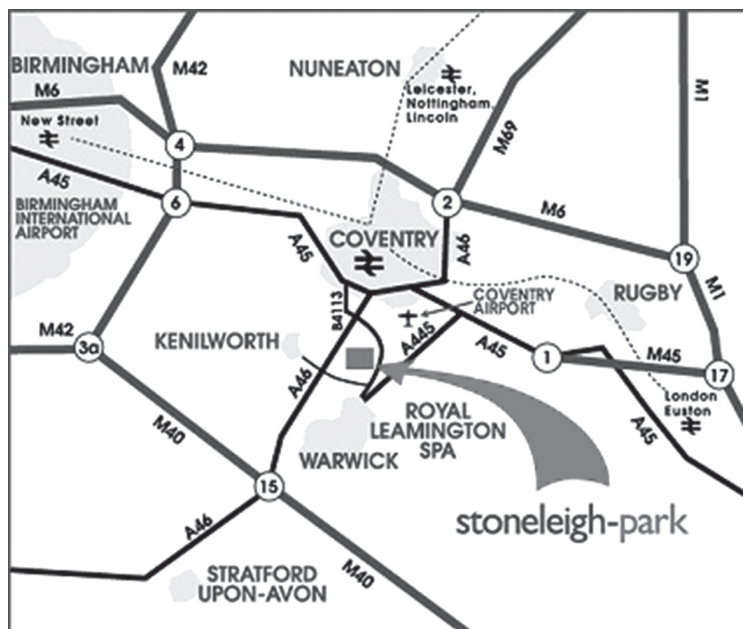 BIRMINGHAM
M42
NUNEATON
M6
Leicester,
Nottingham,
Lincoln
M1
New Street
4
M69
A45
BIRMINGHAM
INTERNATIONAL
AIRPORT
6
2
M6
A45
COVENTRY
A46
19
M1
B4113
COVENTRY
AIRPORT
RUGBY
M42
3a
KENILWORTH
A445
A45
1
M45
17
A46
London
Euston
M40
ROYAL
LEAMINGTON
SPA
A45
WARWICK
15
stoneleigh-park
A46
STRATFORD
UPON-AVON
M40